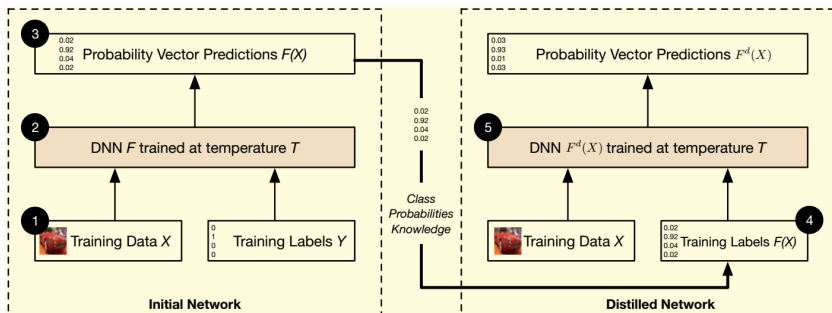 3
0.02
0.92
0.04
0.02
Probability Vector Predictions F(X)
2
DNN F trained at temperature T
1
Training Data X
0
1
0
0
Training Labels Y
Initial Network
0.02
0.92
0.04
0.02
Class
Probabilities
Knowledge
0.03
0.93
0.01
0.03
Probability Vector Predictions F^d(X)
5
DNN F^d(X) trained at temperature T
Training Data X
4
0.02
0.92
0.04
0.02
Training Labels F(X)
Distilled Network